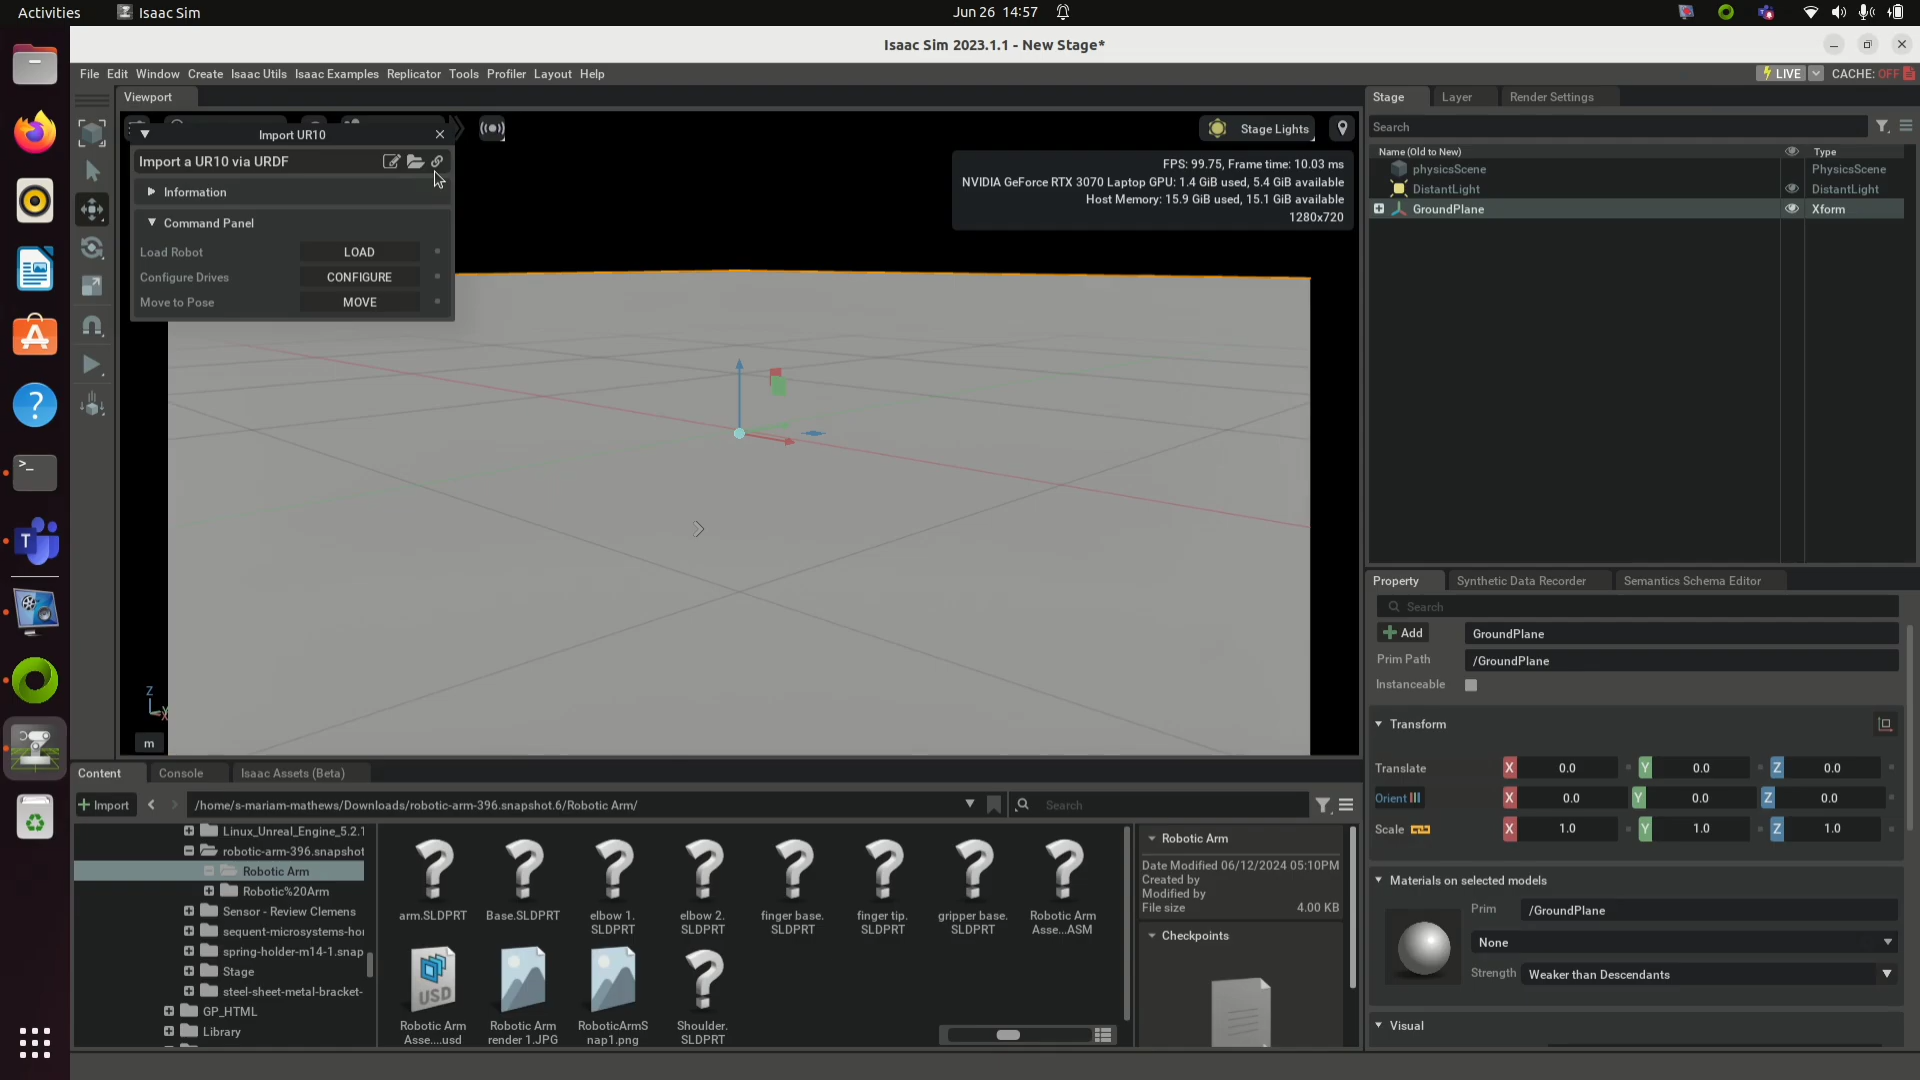 Activities
Isaac Sim
Jun 26 14:57
Isaac Sim 2023.1.1 - New Stage*
File Edit Window Create Isaac Utils Isaac Examples Replicator Tools Profiler Layout Help
LIVE
CACHE: OFF
Viewport
Import UR10
Import a UR10 via URDF
Information
Command Panel
Load Robot LOAD
Configure Drives CONFIGURE
Move to Pose MOVE
Stage Lights
FPS: 99.75, Frame time: 10.03 ms
NVIDIA GeForce RTX 3070 Laptop GPU: 1.4 GiB used, 5.4 GiB available
Host Memory: 15.9 GiB used, 15.1 GiB available
1280x720
Z
Y
X
m
Stage Layer Render Settings
Search
Name (Old to New) Type
physicsScene PhysicsScene
DistantLight DistantLight
GroundPlane Xform
Property Synthetic Data Recorder Semantics Schema Editor
Search
Add GroundPlane
Prim Path /GroundPlane
Instanceable
Transform
Translate X 0.0 Y 0.0 Z 0.0
Orient X 0.0 Y 0.0 Z 0.0
Scale X 1.0 Y 1.0 Z 1.0
Materials on selected models
Prim /GroundPlane
None
Strength Weaker than Descendants
Visual
Content Console Isaac Assets (Beta)
Import
/home/s-mariam-mathews/Downloads/robotic-arm-396.snapshot.6/Robotic Arm/
Search
Linux_Unreal_Engine_5.2.1
robotic-arm-396.snapshot
Robotic Arm
Robotic%20Arm
Sensor - Review Clemens
sequent-microsystems-hor
spring-holder-m14-1.snap
Stage
steel-sheet-metal-bracket-
GP_HTML
Library
arm.SLDPRT
Base.SLDPRT
elbow 1.
SLDPRT
elbow 2.
SLDPRT
finger base.
SLDPRT
finger tip.
SLDPRT
gripper base.
SLDPRT
Robotic Arm
Asse...ASM
USD
Robotic Arm
Asse....usd
Robotic Arm
render 1.JPG
RoboticArmS
nap1.png
Shoulder.
SLDPRT
Robotic Arm
Date Modified 06/12/2024 05:10PM
Created by
Modified by
File size 4.00 KB
Checkpoints